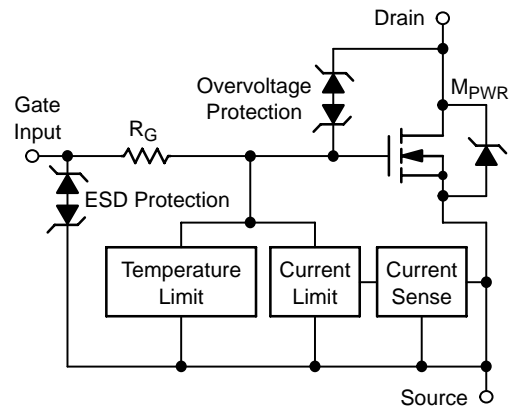 Drain
Overvoltage
Protection
MPWR
Gate
Input
RG
ESD Protection
Temperature
Limit
Current
Limit
Current
Sense
Source